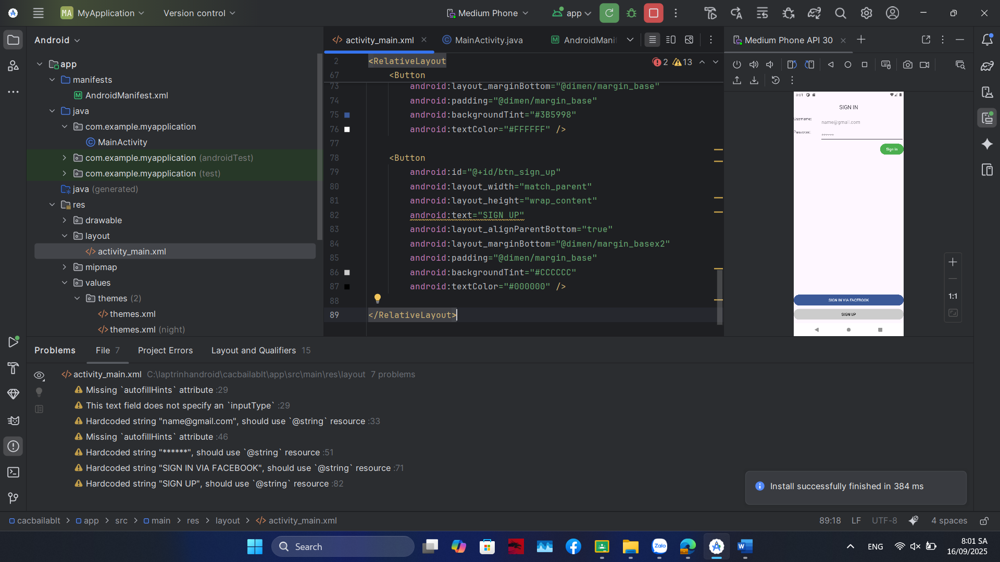 MA MyApplication Version control Medium Phone app
Android
app
manifests
AndroidManifest.xml
java
com.example.myapplication
MainActivity
com.example.myapplication (androidTest)
com.example.myapplication (test)
java (generated)
res
drawable
layout
activity_main.xml
mipmap
values
themes (2)
themes.xml
themes.xml (night)
activity_main.xml MainActivity.java AndroidMani
2 <RelativeLayout 2 13
67 <Button
73 android:layout_marginBottom="@dimen/margin_base"
74 android:padding="@dimen/margin_base"
75 android:backgroundTint="#3B5998"
76 android:textColor="#FFFFFF" />
77
78 <Button
79 android:id="@+id/btn_sign_up"
80 android:layout_width="match_parent"
81 android:layout_height="wrap_content"
82 android:text="SIGN UP"
83 android:layout_alignParentBottom="true"
84 android:layout_marginBottom="@dimen/margin_basex2"
85 android:padding="@dimen/margin_base"
86 android:backgroundTint="#CCCCCC"
87 android:textColor="#000000" />
88
89 </RelativeLayout>
Medium Phone API 30
8:01
SIGN IN
Username:
name@gmail.com
Password:
******
Sign in
SIGN IN VIA FACEBOOK
SIGN UP
1:1
Problems File 7 Project Errors Layout and Qualifiers 15
activity_main.xml C:\laptrinhandroid\cacbailablt\app\src\main\res\layout 7 problems
Missing `autofillHints` attribute :29
This text field does not specify an `inputType` :29
Hardcoded string "name@gmail.com", should use `@string` resource :33
Missing `autofillHints` attribute :46
Hardcoded string "******", should use `@string` resource :51
Hardcoded string "SIGN IN VIA FACEBOOK", should use `@string` resource :71
Hardcoded string "SIGN UP", should use `@string` resource :82
Install successfully finished in 384 ms
cacbailablt > app > src > main > res > layout > activity_main.xml
89:18 LF UTF-8 4 spaces
Search
Zalo
W
ENG
8:01 SA
16/09/2025